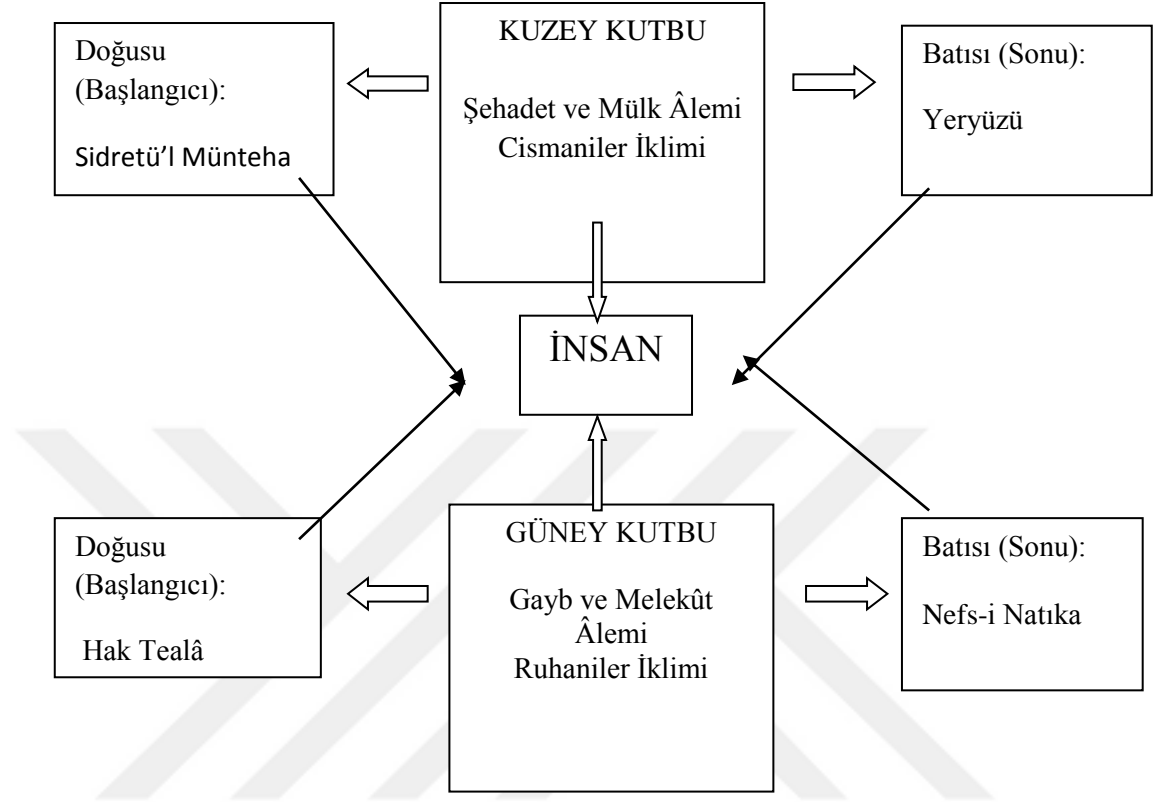 Doğusu
(Başlangıcı):
Sidretü’l Münteha
KUZEY KUTBU
Şehadet ve Mülk Âlemi
Cismaniler İklimi
Batısı (Sonu):
Yeryüzü
İNSAN
Doğusu
(Başlangıcı):
Hak Tealâ
GÜNEY KUTBU
Gayb ve Melekût
Âlemi
Ruhaniler İklimi
Batısı (Sonu):
Nefs-i Natıka